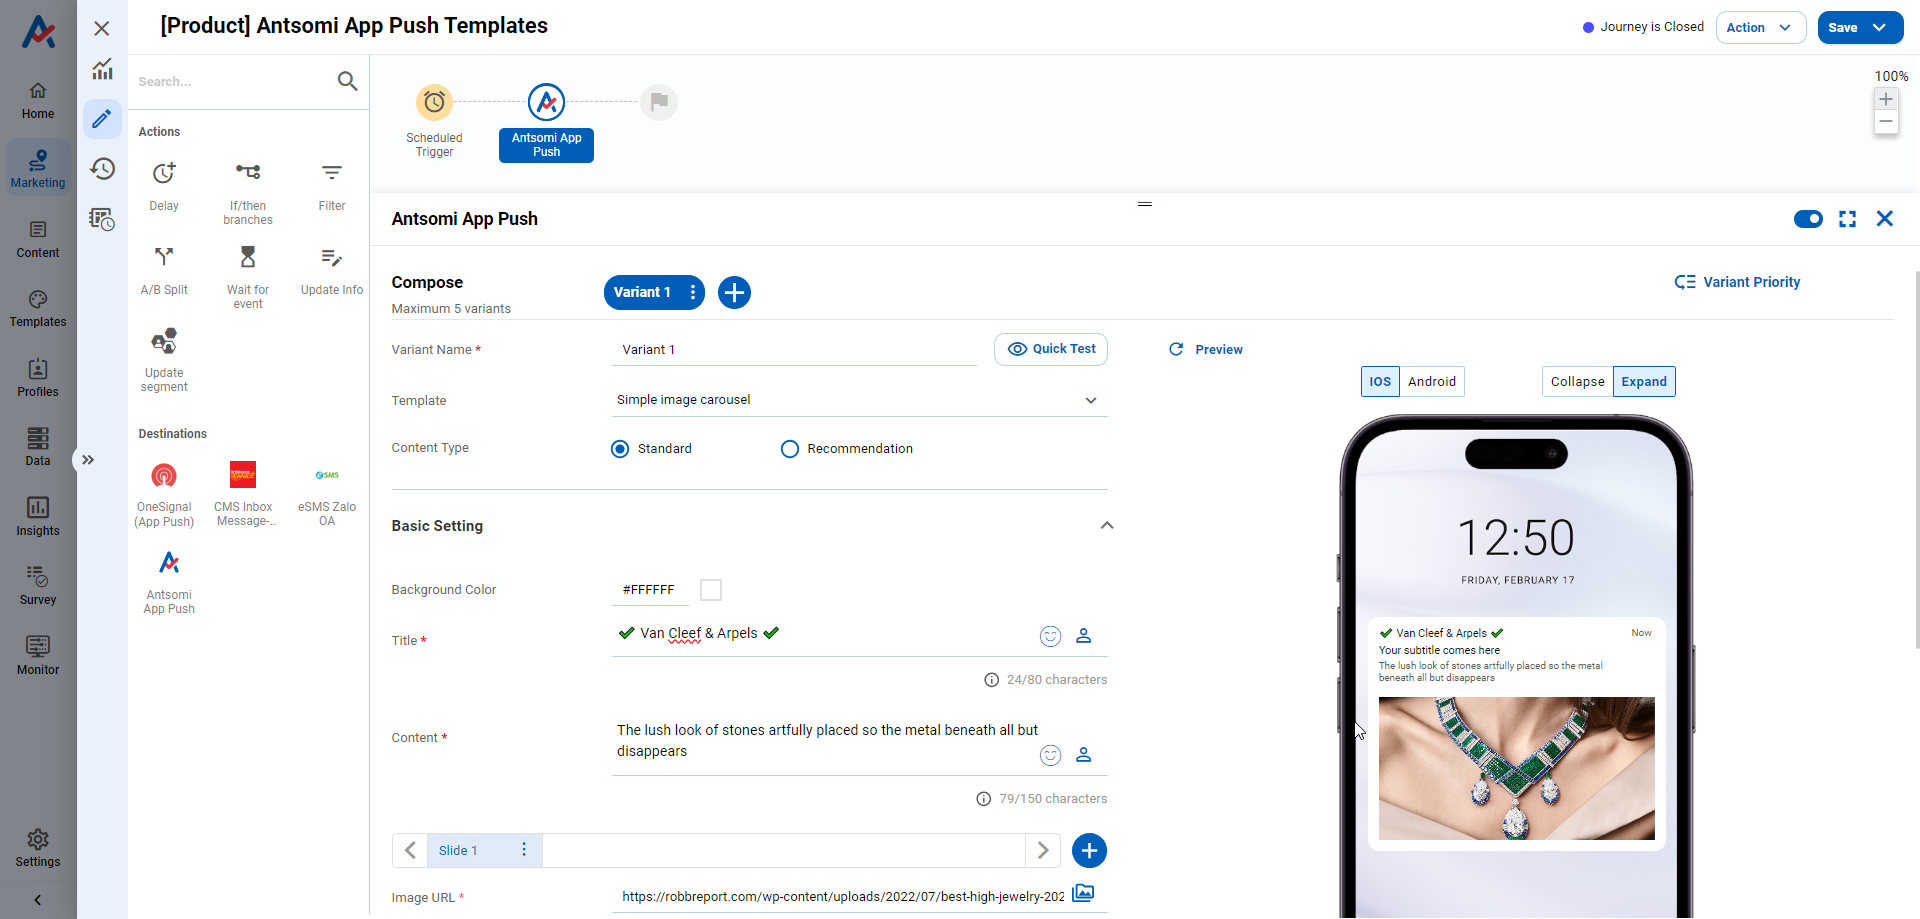 [Product] Antsomi App Push Templates
Journey is Closed
Action
Save
Home
Marketing
Content
Templates
Profiles
Data
Insights
Survey
Monitor
Settings
Search...
Actions
Delay
If/then
branches
Filter
A/B Split
Wait for
event
Update Info
Update
segment
Destinations
OneSignal
(App Push)
CMS Inbox
Message-...
SMS
eSMS Zalo
OA
Antsomi
App Push
Scheduled
Trigger
Antsomi App
Push
100%
Antsomi App Push
Compose
Maximum 5 variants
Variant 1
Variant Priority
Variant Name *
Variant 1
Quick Test
Template
Simple image carousel
Content Type
Standard
Recommendation
Basic Setting
Background Color
#FFFFFF
Title *
✔ Van Cleef & Arpels ✔
24/80 characters
Content *
The lush look of stones artfully placed so the metal beneath all but
disappears
79/150 characters
Slide 1
Image URL *
https://robbreport.com/wp-content/uploads/2022/07/best-high-jewelry-202
Preview
IOS
Android
Collapse
Expand
12:50
FRIDAY, FEBRUARY 17
✔ Van Cleef & Arpels ✔
Now
Your subtitle comes here
The lush look of stones artfully placed so the metal
beneath all but disappears